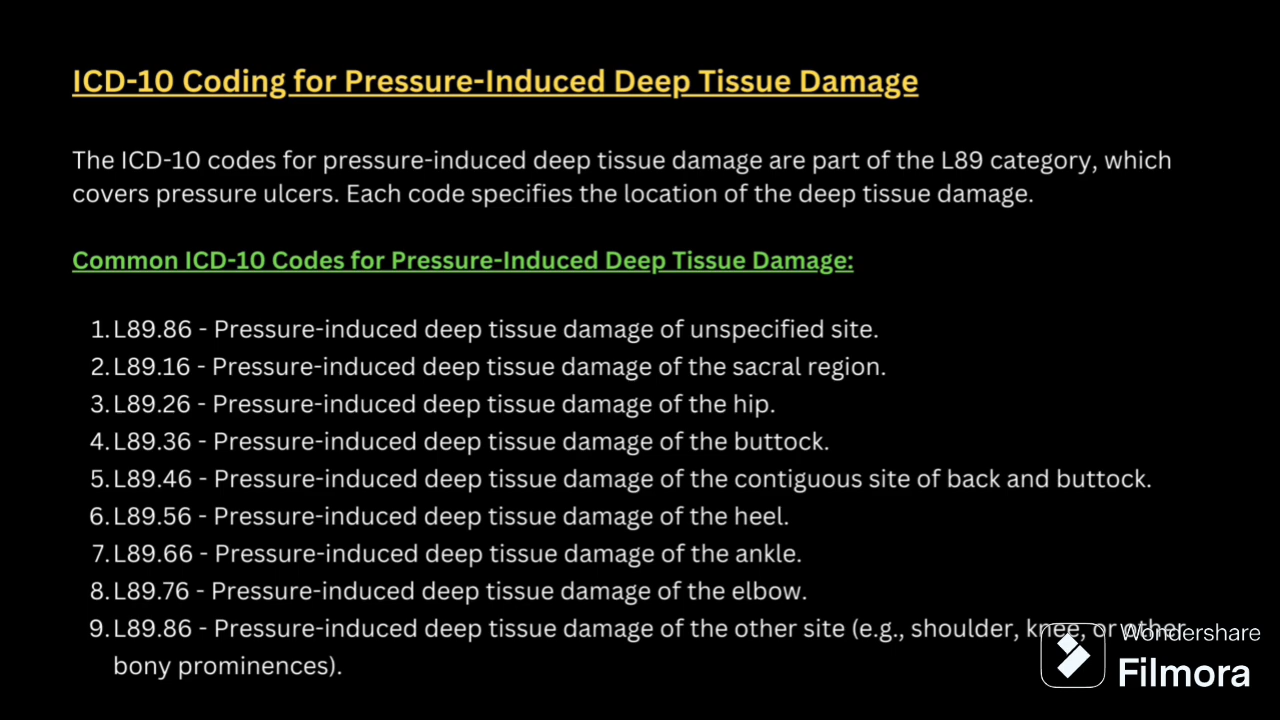 ICD-10 Coding for Pressure-Induced Deep Tissue Damage
The ICD-10 codes for pressure-induced deep tissue damage are part of the L89 category, which
covers pressure ulcers. Each code specifies the location of the deep tissue damage.
Common ICD-10 Codes for Pressure-Induced Deep Tissue Damage:
1. L89.86 - Pressure-induced deep tissue damage of unspecified site.
2. L89.16 - Pressure-induced deep tissue damage of the sacral region.
3. L89.26 - Pressure-induced deep tissue damage of the hip.
4. L89.36 - Pressure-induced deep tissue damage of the buttock.
5. L89.46 - Pressure-induced deep tissue damage of the contiguous site of back and buttock.
6. L89.56 - Pressure-induced deep tissue damage of the heel.
7. L89.66 - Pressure-induced deep tissue damage of the ankle.
8. L89.76 - Pressure-induced deep tissue damage of the elbow.
9. L89.86 - Pressure-induced deep tissue damage of the other site (e.g., shoulder, knee, or other
bony prominences).
Wondershare
Filmora